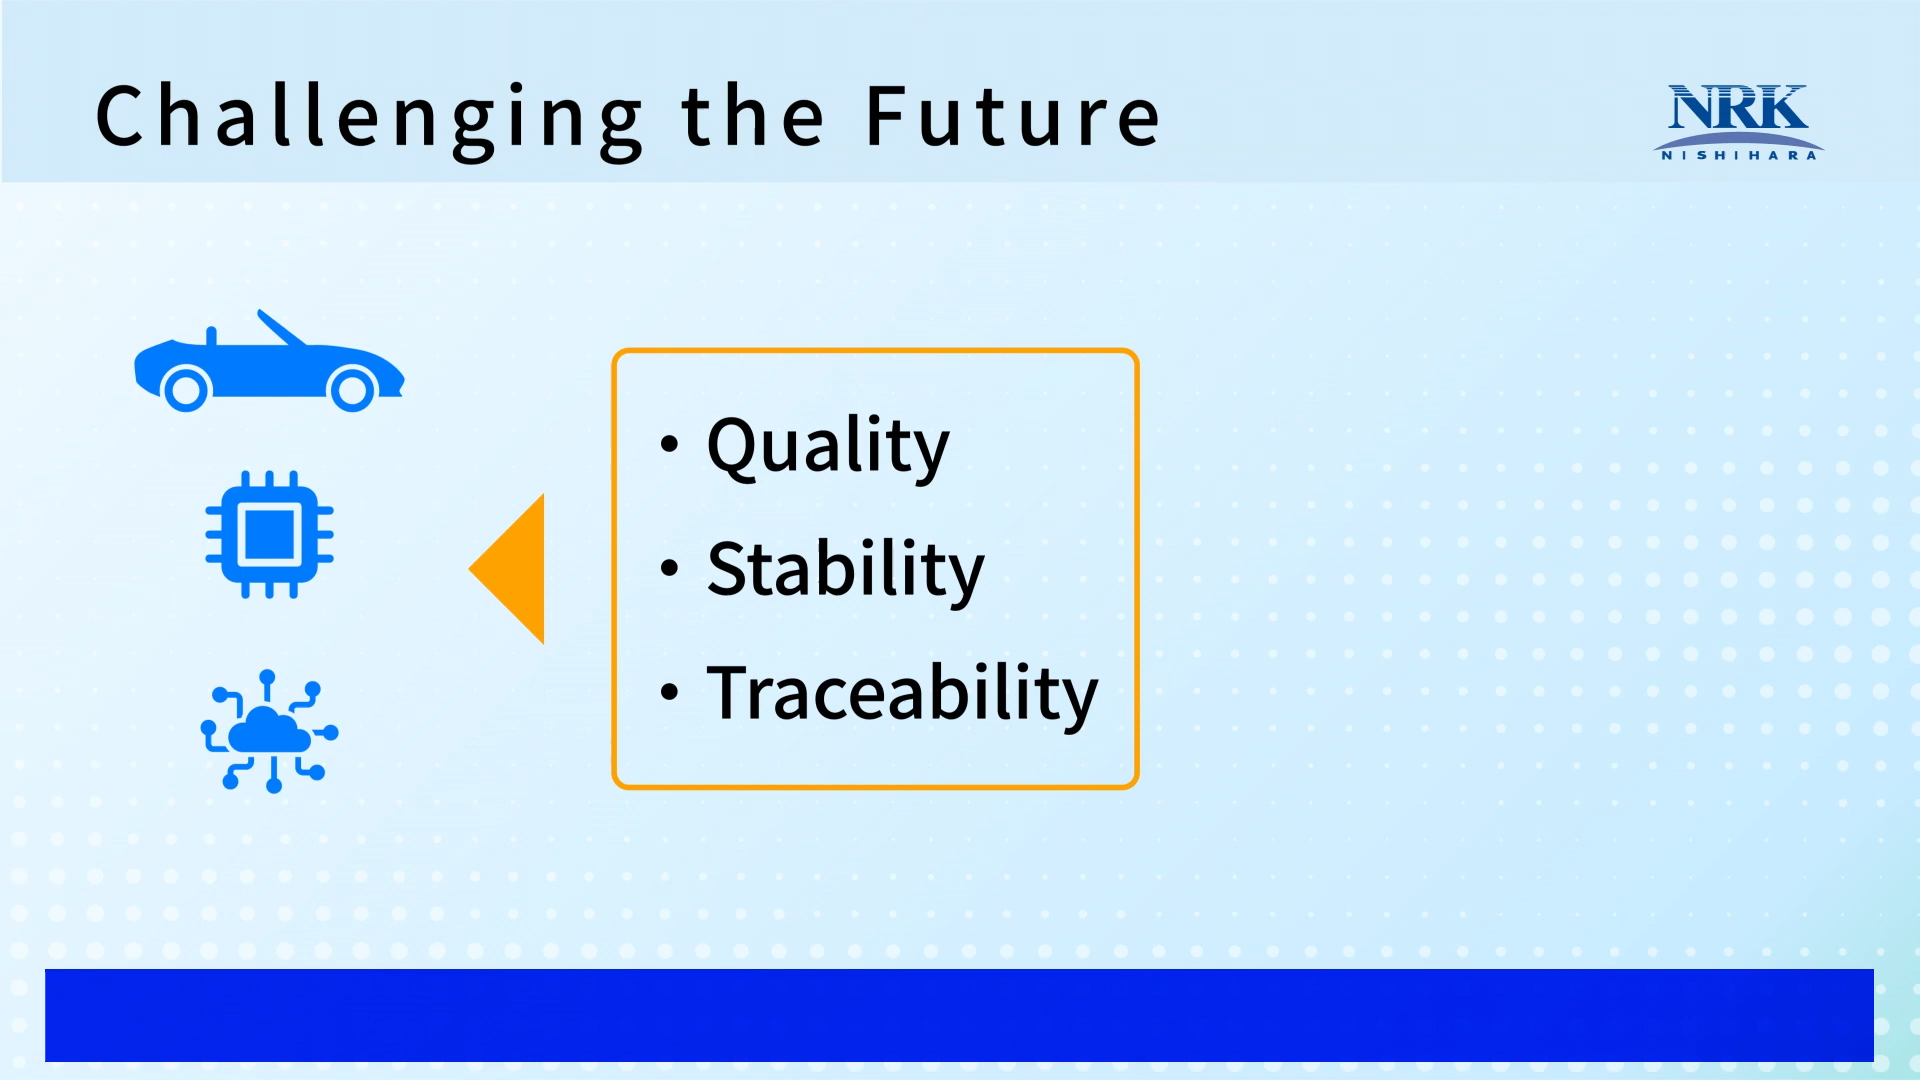 Challenging the Future
NRK
NISHIHARA
・Quality
・Stability
・Traceability